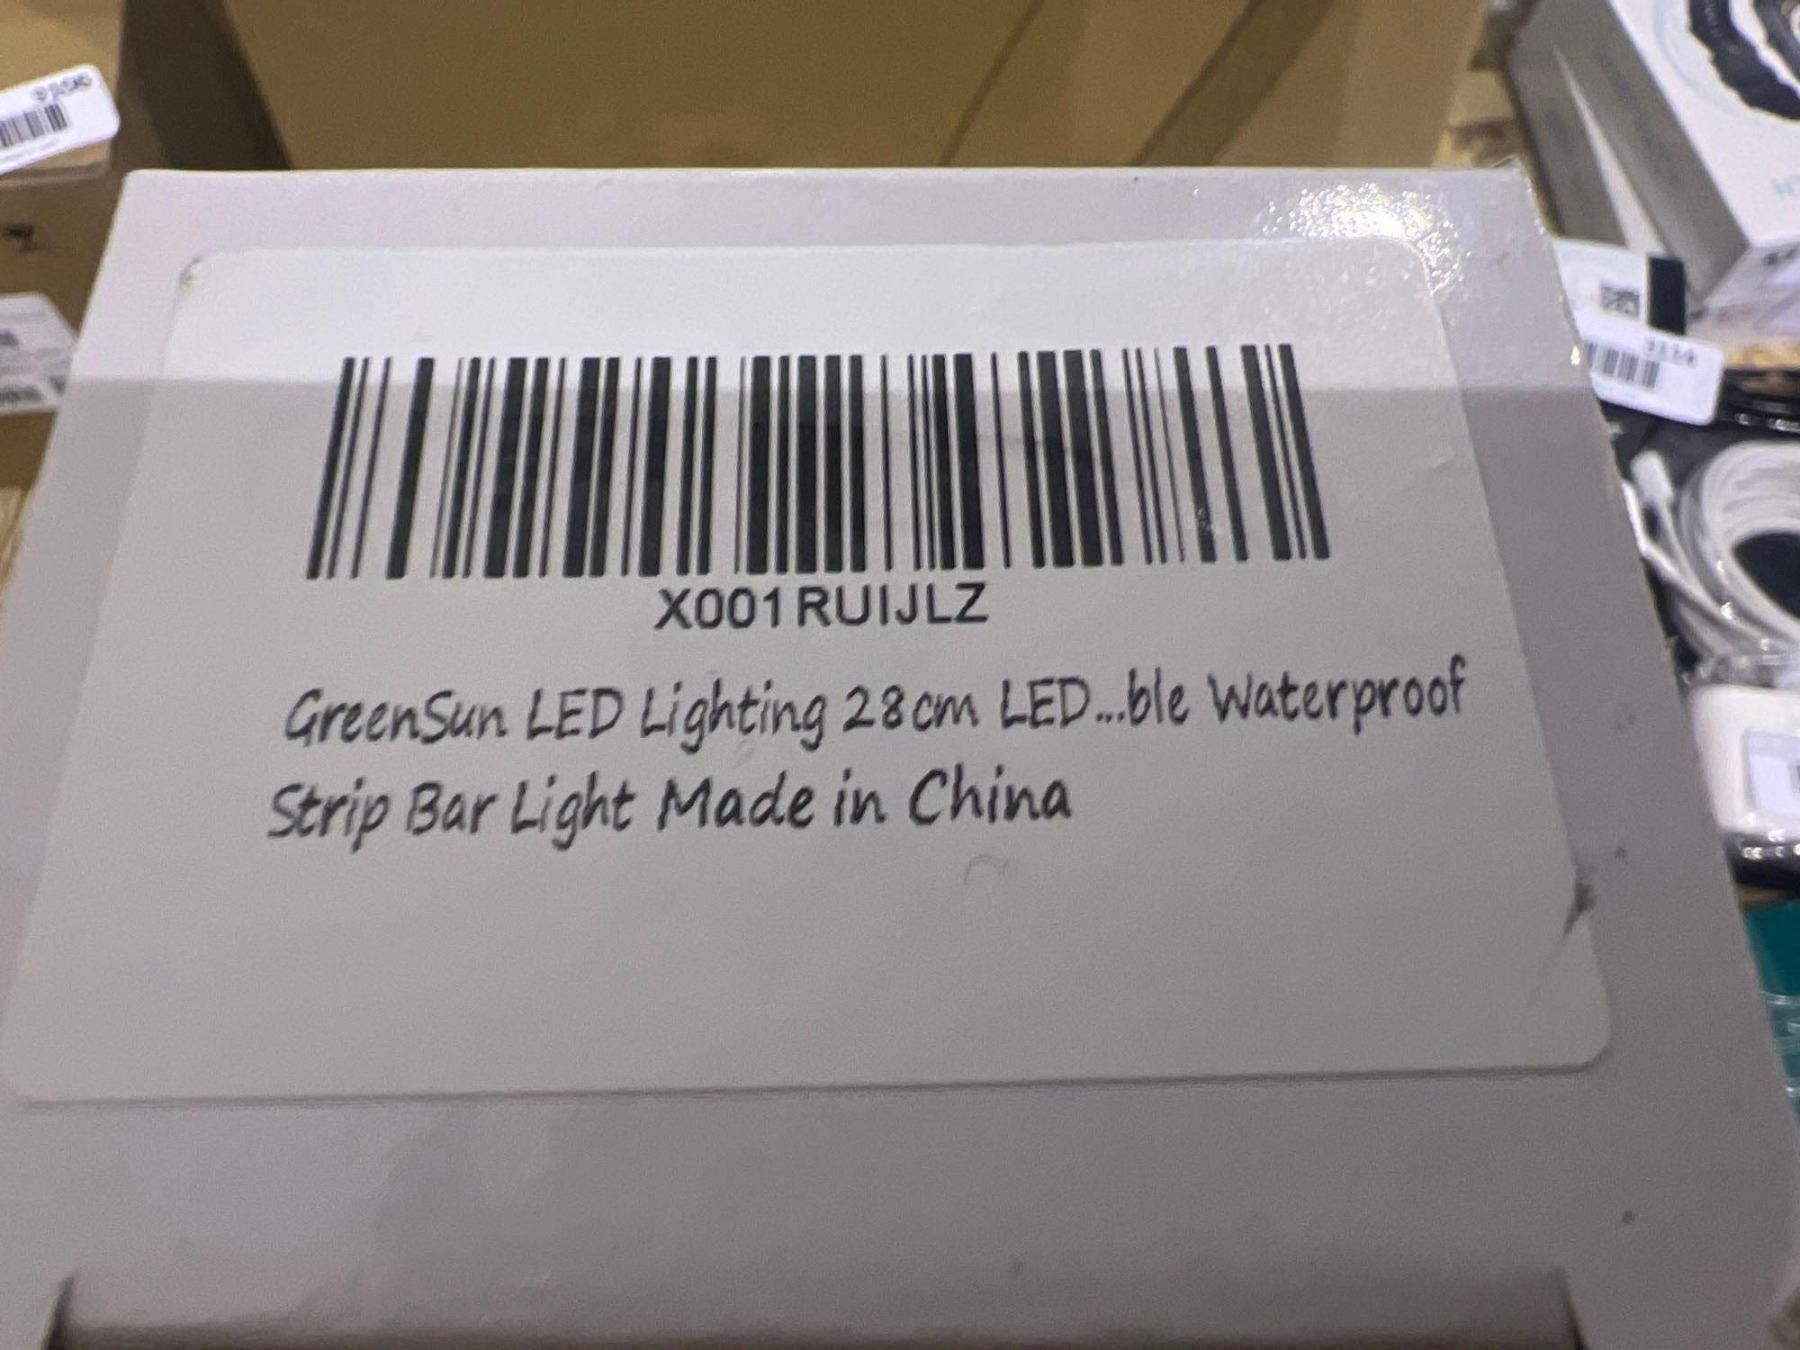 X001RUIJLZ
GreenSun LED Lighting 28cm LED...ble Waterproof
Strip Bar Light Made in China